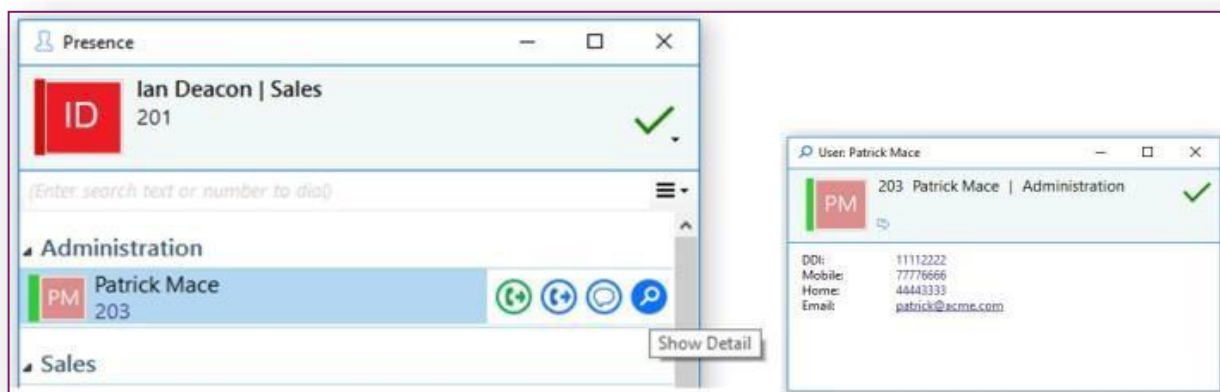 Presence
ID
Ian Deacon | Sales
201
(Enter search text or number to dial)
Administration
PM
Patrick Mace
203
Show Detail
Sales
User: Patrick Mace
PM
203 Patrick Mace | Administration
DDI: 11112222
Mobile: 77776666
Home: 44443333
Email: patrick@acme.com